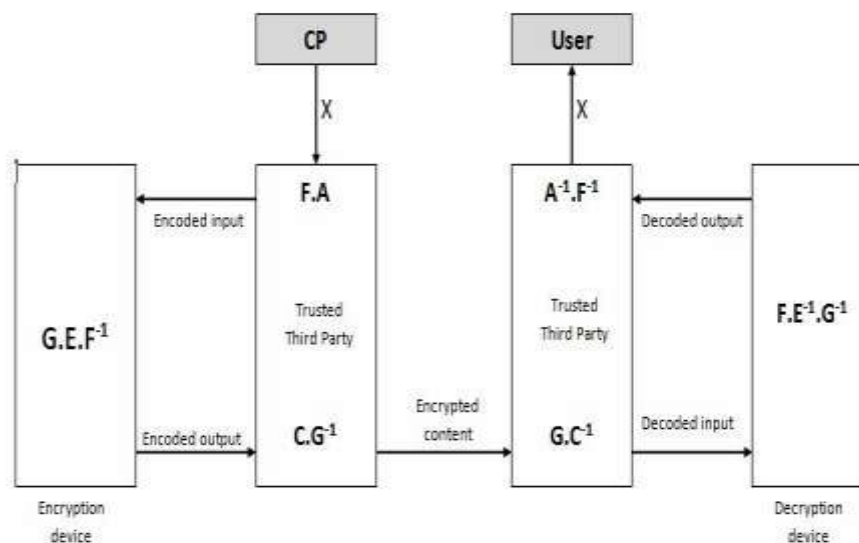 CP
User
X
X
F.A
A⁻¹.F⁻¹
Encoded input
Decoded output
Trusted
Third Party
Trusted
Third Party
G.E.F⁻¹
F.E⁻¹.G⁻¹
Encoded output
C.G⁻¹
Encrypted
content
G.C⁻¹
Decoded input
Encryption
device
Decryption
device